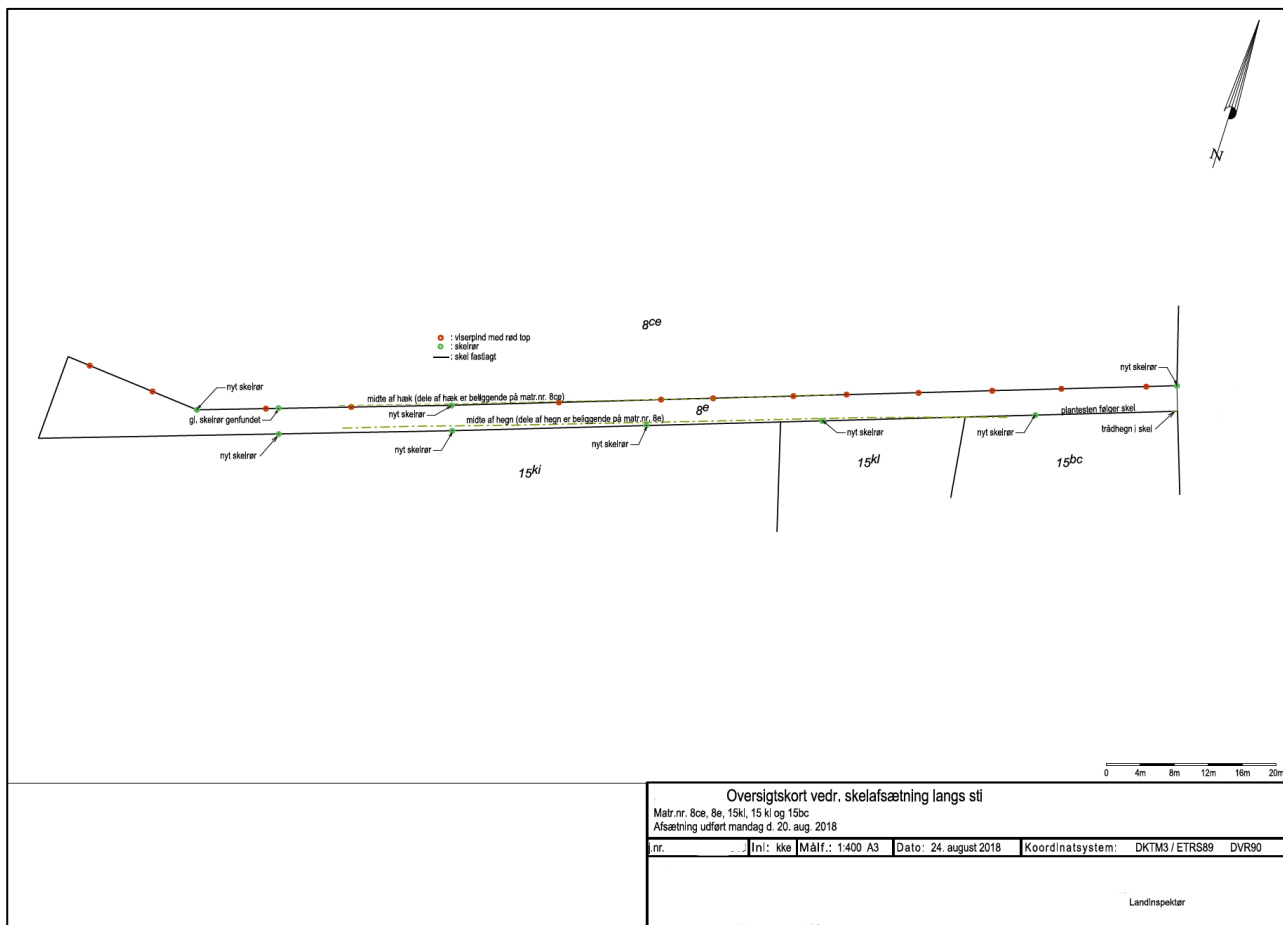 N
8ce
: viserpind med rød top
: skelrør
: skel fastlagt
nyt skelrør
nyt skelrør
midte af hæk (dele af hæk er beliggende på matr.nr. 8ce)
8e
plantesten følger skel
gl. skelrør genfundet
nyt skelrør
midte af hegn (dele af hegn er beliggende på matr.nr. 8e)
nyt skelrør
nyt skelrør
trådhegn i skel
nyt skelrør
nyt skelrør
nyt skelrør
15ki
15kl
15bc
0 4m 8m 12m 16m 20m
Oversigtskort vedr. skelafsætning langs sti
Matr.nr. 8ce, 8e, 15kl, 15 kl og 15bc
Afsætning udført mandag d. 20. aug. 2018
j.nr. Ini: kke Målf.: 1:400 A3 Dato: 24. august 2018 Koordinatsystem: DKTM3 / ETRS89 DVR90
Landinspektør